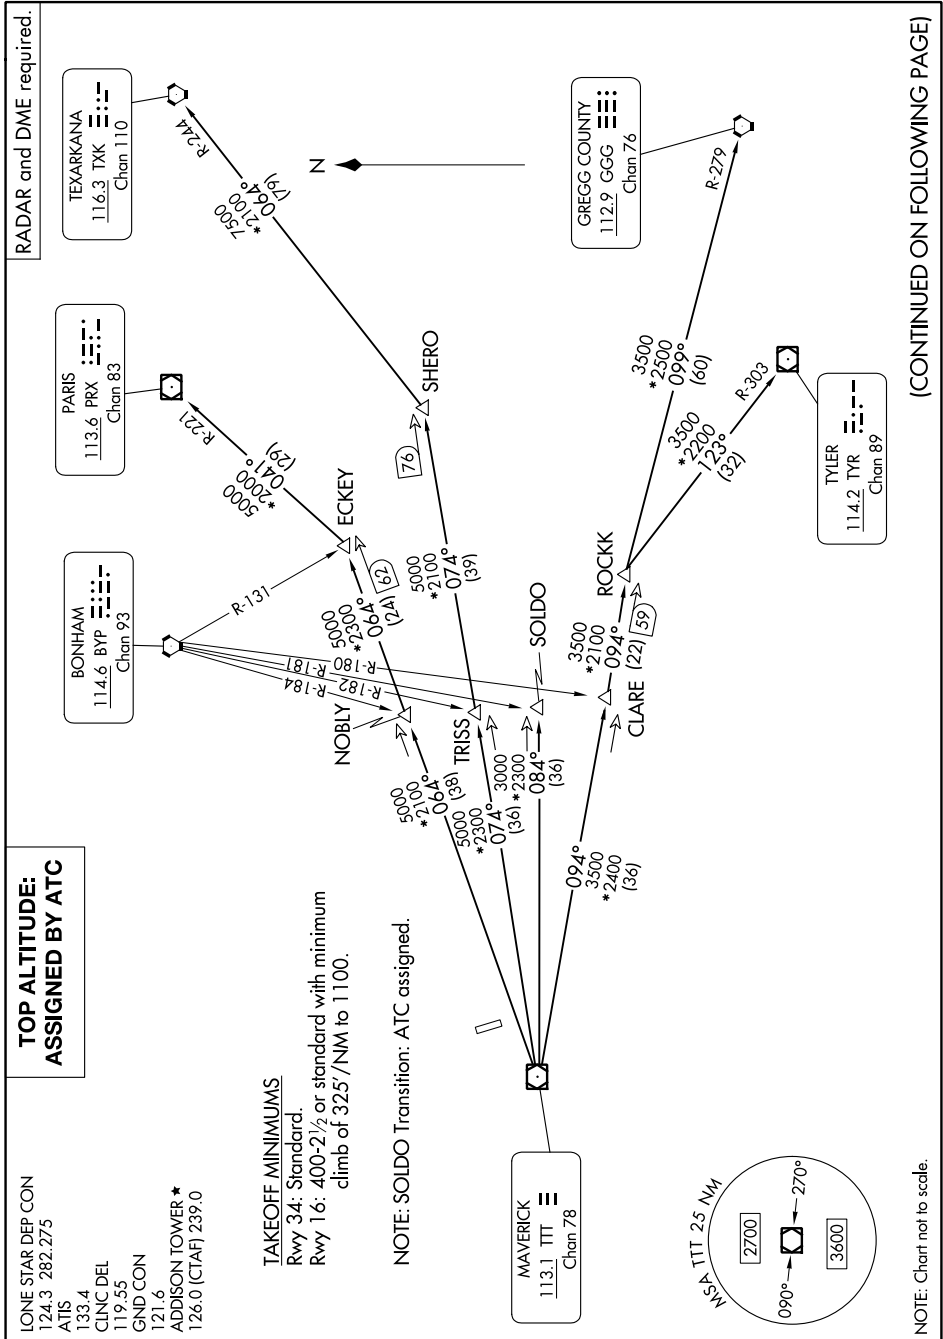 LONE STAR DEP CON
124.3 282.275
ATIS
133.4
CLNC DEL
119.55
GND CON
121.6
ADDISON TOWER ★
126.0 (CTAF) 239.0
TOP ALTITUDE:
ASSIGNED BY ATC
RADAR and DME required.
TAKEOFF MINIMUMS
Rwy 34: Standard.
Rwy 16: 400-2½ or standard with minimum
climb of 325'/NM to 1100.
NOTE: SOLDO Transition: ATC assigned.
BONHAM
114.6 BYP
Chan 93
PARIS
113.6 PRX
Chan 83
TEXARKANA
116.3 TXK
Chan 110
R-131
R-180
R-181
R-182
R-184
R-221
R-244
NOBLY
5000
*2100
064°
(38)
ECKEY
5000
*2300
064°
(24)
62
5000
*2000
041°
(29)
TRISS
5000
*2300
074°
(36)
SHERO
5000
*2100
074°
(39)
76
7500
*2100
064°
(79)
N
SOLDO
3000
*2300
084°
(36)
CLARE
094°
3500
*2400
(36)
ROCKK
3500
*2100
094°
(22)
59
3500
*2500
099°
(60)
R-279
3500
*2200
123°
(32)
R-303
GREGG COUNTY
112.9 GGG
Chan 76
TYLER
114.2 TYR
Chan 89
MAVERICK
113.1 TTT
Chan 78
MSA TTT 25 NM
2700
090°
270°
3600
NOTE: Chart not to scale.
(CONTINUED ON FOLLOWING PAGE)